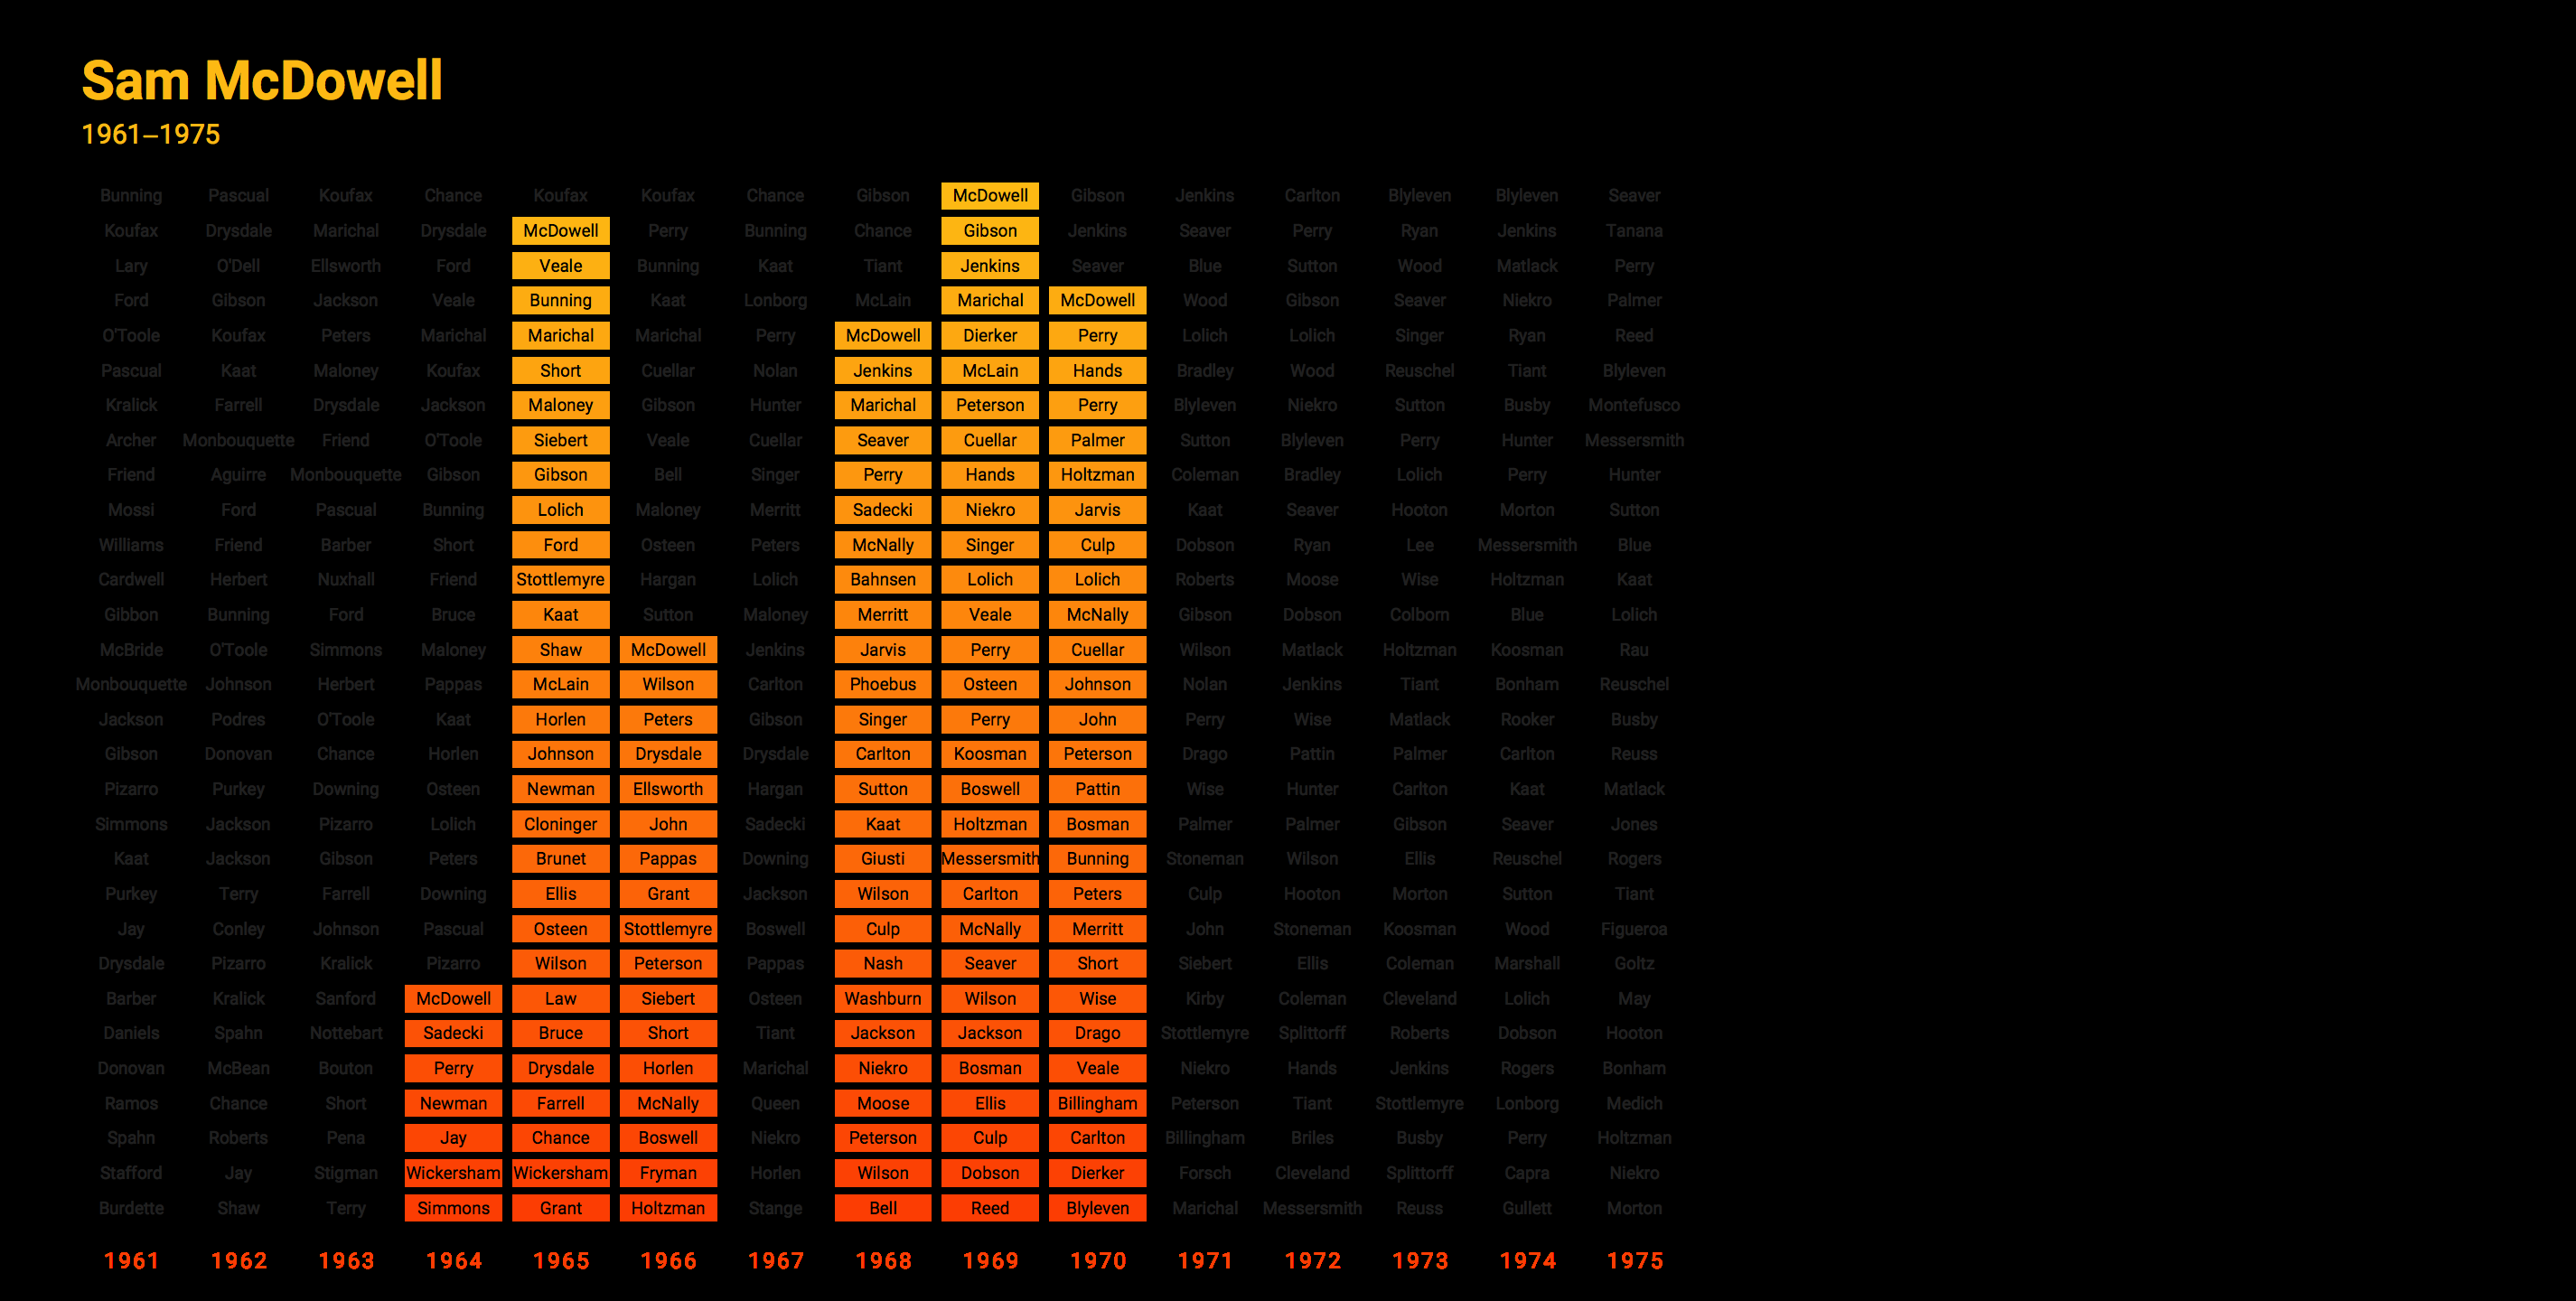 Sam McDowell
1961–1975
Bunning Pascual Koufax Chance Koufax Koufax Chance Gibson McDowell Gibson Jenkins Carlton Blyleven Blyleven Seaver
Koufax Drysdale Marichal Drysdale McDowell Perry Bunning Chance Gibson Jenkins Seaver Perry Ryan Jenkins Tanana
Lary O'Dell Ellsworth Ford Veale Bunning Kaat Tiant Jenkins Seaver Blue Sutton Wood Matlack Perry
Ford Gibson Jackson Veale Bunning Kaat Lonborg McLain Marichal McDowell Wood Gibson Seaver Niekro Palmer
O'Toole Koufax Peters Marichal Marichal Marichal Perry McDowell Dierker Perry Lolich Lolich Singer Ryan Reed
Pascual Kaat Maloney Koufax Short Cuellar Nolan Jenkins McLain Hands Bradley Wood Reuschel Tiant Blyleven
Kralick Farrell Drysdale Jackson Maloney Gibson Hunter Marichal Peterson Perry Blyleven Niekro Sutton Busby Montefusco
Archer Monbouquette Friend O'Toole Siebert Veale Cuellar Seaver Cuellar Palmer Sutton Blyleven Perry Hunter Messersmith
Friend Aguirre Monbouquette Gibson Gibson Bell Singer Perry Hands Holtzman Coleman Bradley Lolich Perry Hunter
Mossi Ford Pascual Bunning Lolich Maloney Merritt Sadecki Niekro Jarvis Kaat Seaver Hooton Morton Sutton
Williams Friend Barber Short Ford Osteen Peters McNally Singer Culp Dobson Ryan Lee Messersmith Blue
Cardwell Herbert Nuxhall Friend Stottlemyre Hargan Lolich Bahnsen Lolich Lolich Roberts Moose Wise Holtzman Kaat
Gibbon Bunning Ford Bruce Kaat Sutton Maloney Merritt Veale McNally Gibson Dobson Colborn Blue Lolich
McBride O'Toole Simmons Maloney Shaw McDowell Jenkins Jarvis Perry Cuellar Wilson Matlack Holtzman Koosman Rau
Monbouquette Johnson Herbert Pappas McLain Wilson Carlton Phoebus Osteen Johnson Nolan Jenkins Tiant Bonham Reuschel
Jackson Podres O'Toole Kaat Horlen Peters Gibson Singer Perry John Perry Wise Matlack Rooker Busby
Gibson Donovan Chance Horlen Johnson Drysdale Drysdale Carlton Koosman Peterson Drago Pattin Palmer Carlton Reuss
Pizarro Purkey Downing Osteen Newman Ellsworth Hargan Sutton Boswell Pattin Wise Hunter Carlton Kaat Matlack
Simmons Jackson Pizarro Lolich Cloninger John Sadecki Kaat Holtzman Bosman Palmer Palmer Gibson Seaver Jones
Kaat Jackson Gibson Peters Brunet Pappas Downing Giusti Messersmith Bunning Stoneman Wilson Ellis Reuschel Rogers
Purkey Terry Farrell Downing Ellis Grant Jackson Wilson Carlton Peters Culp Hooton Morton Sutton Tiant
Jay Conley Johnson Pascual Osteen Stottlemyre Boswell Culp McNally Merritt John Stoneman Koosman Wood Figueroa
Drysdale Pizarro Kralick Pizarro Wilson Peterson Pappas Nash Seaver Short Siebert Ellis Coleman Marshall Goltz
Barber Kralick Sanford McDowell Law Siebert Osteen Washburn Wilson Wise Kirby Coleman Cleveland Lolich May
Daniels Spahn Nottebart Sadecki Bruce Short Tiant Jackson Jackson Drago Stottlemyre Splittorff Roberts Dobson Hooton
Donovan McBean Bouton Perry Drysdale Horlen Marichal Niekro Bosman Veale Niekro Hands Jenkins Rogers Bonham
Ramos Chance Short Newman Farrell McNally Queen Moose Ellis Billingham Peterson Tiant Stottlemyre Lonborg Medich
Spahn Roberts Pena Jay Chance Boswell Niekro Peterson Culp Carlton Billingham Briles Busby Perry Holtzman
Stafford Jay Stigman Wickersham Wickersham Fryman Horlen Wilson Dobson Dierker Forsch Cleveland Splittorff Capra Niekro
Burdette Shaw Terry Simmons Grant Holtzman Stange Bell Reed Blyleven Marichal Messersmith Reuss Gullett Morton
1961 1962 1963 1964 1965 1966 1967 1968 1969 1970 1971 1972 1973 1974 1975